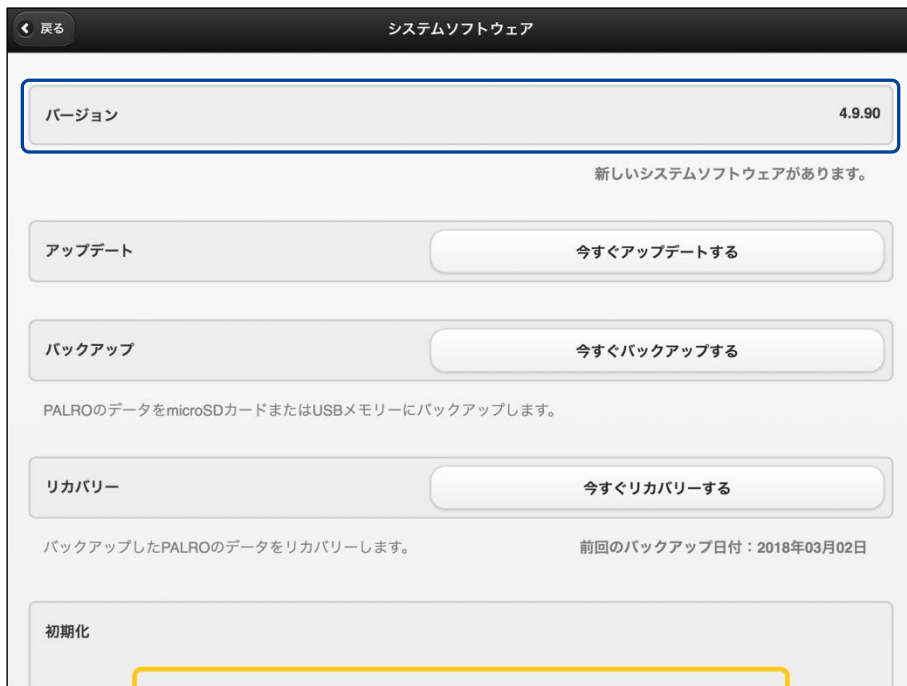 戻る
システムソフトウェア
バージョン 4.9.90
新しいシステムソフトウェアがあります。
アップデート 今すぐアップデートする
バックアップ 今すぐバックアップする
PALROのデータをmicroSDカードまたはUSBメモリーにバックアップします。
リカバリー 今すぐリカバリーする
バックアップしたPALROのデータをリカバリーします。 前回のバックアップ日付：2018年03月02日
初期化